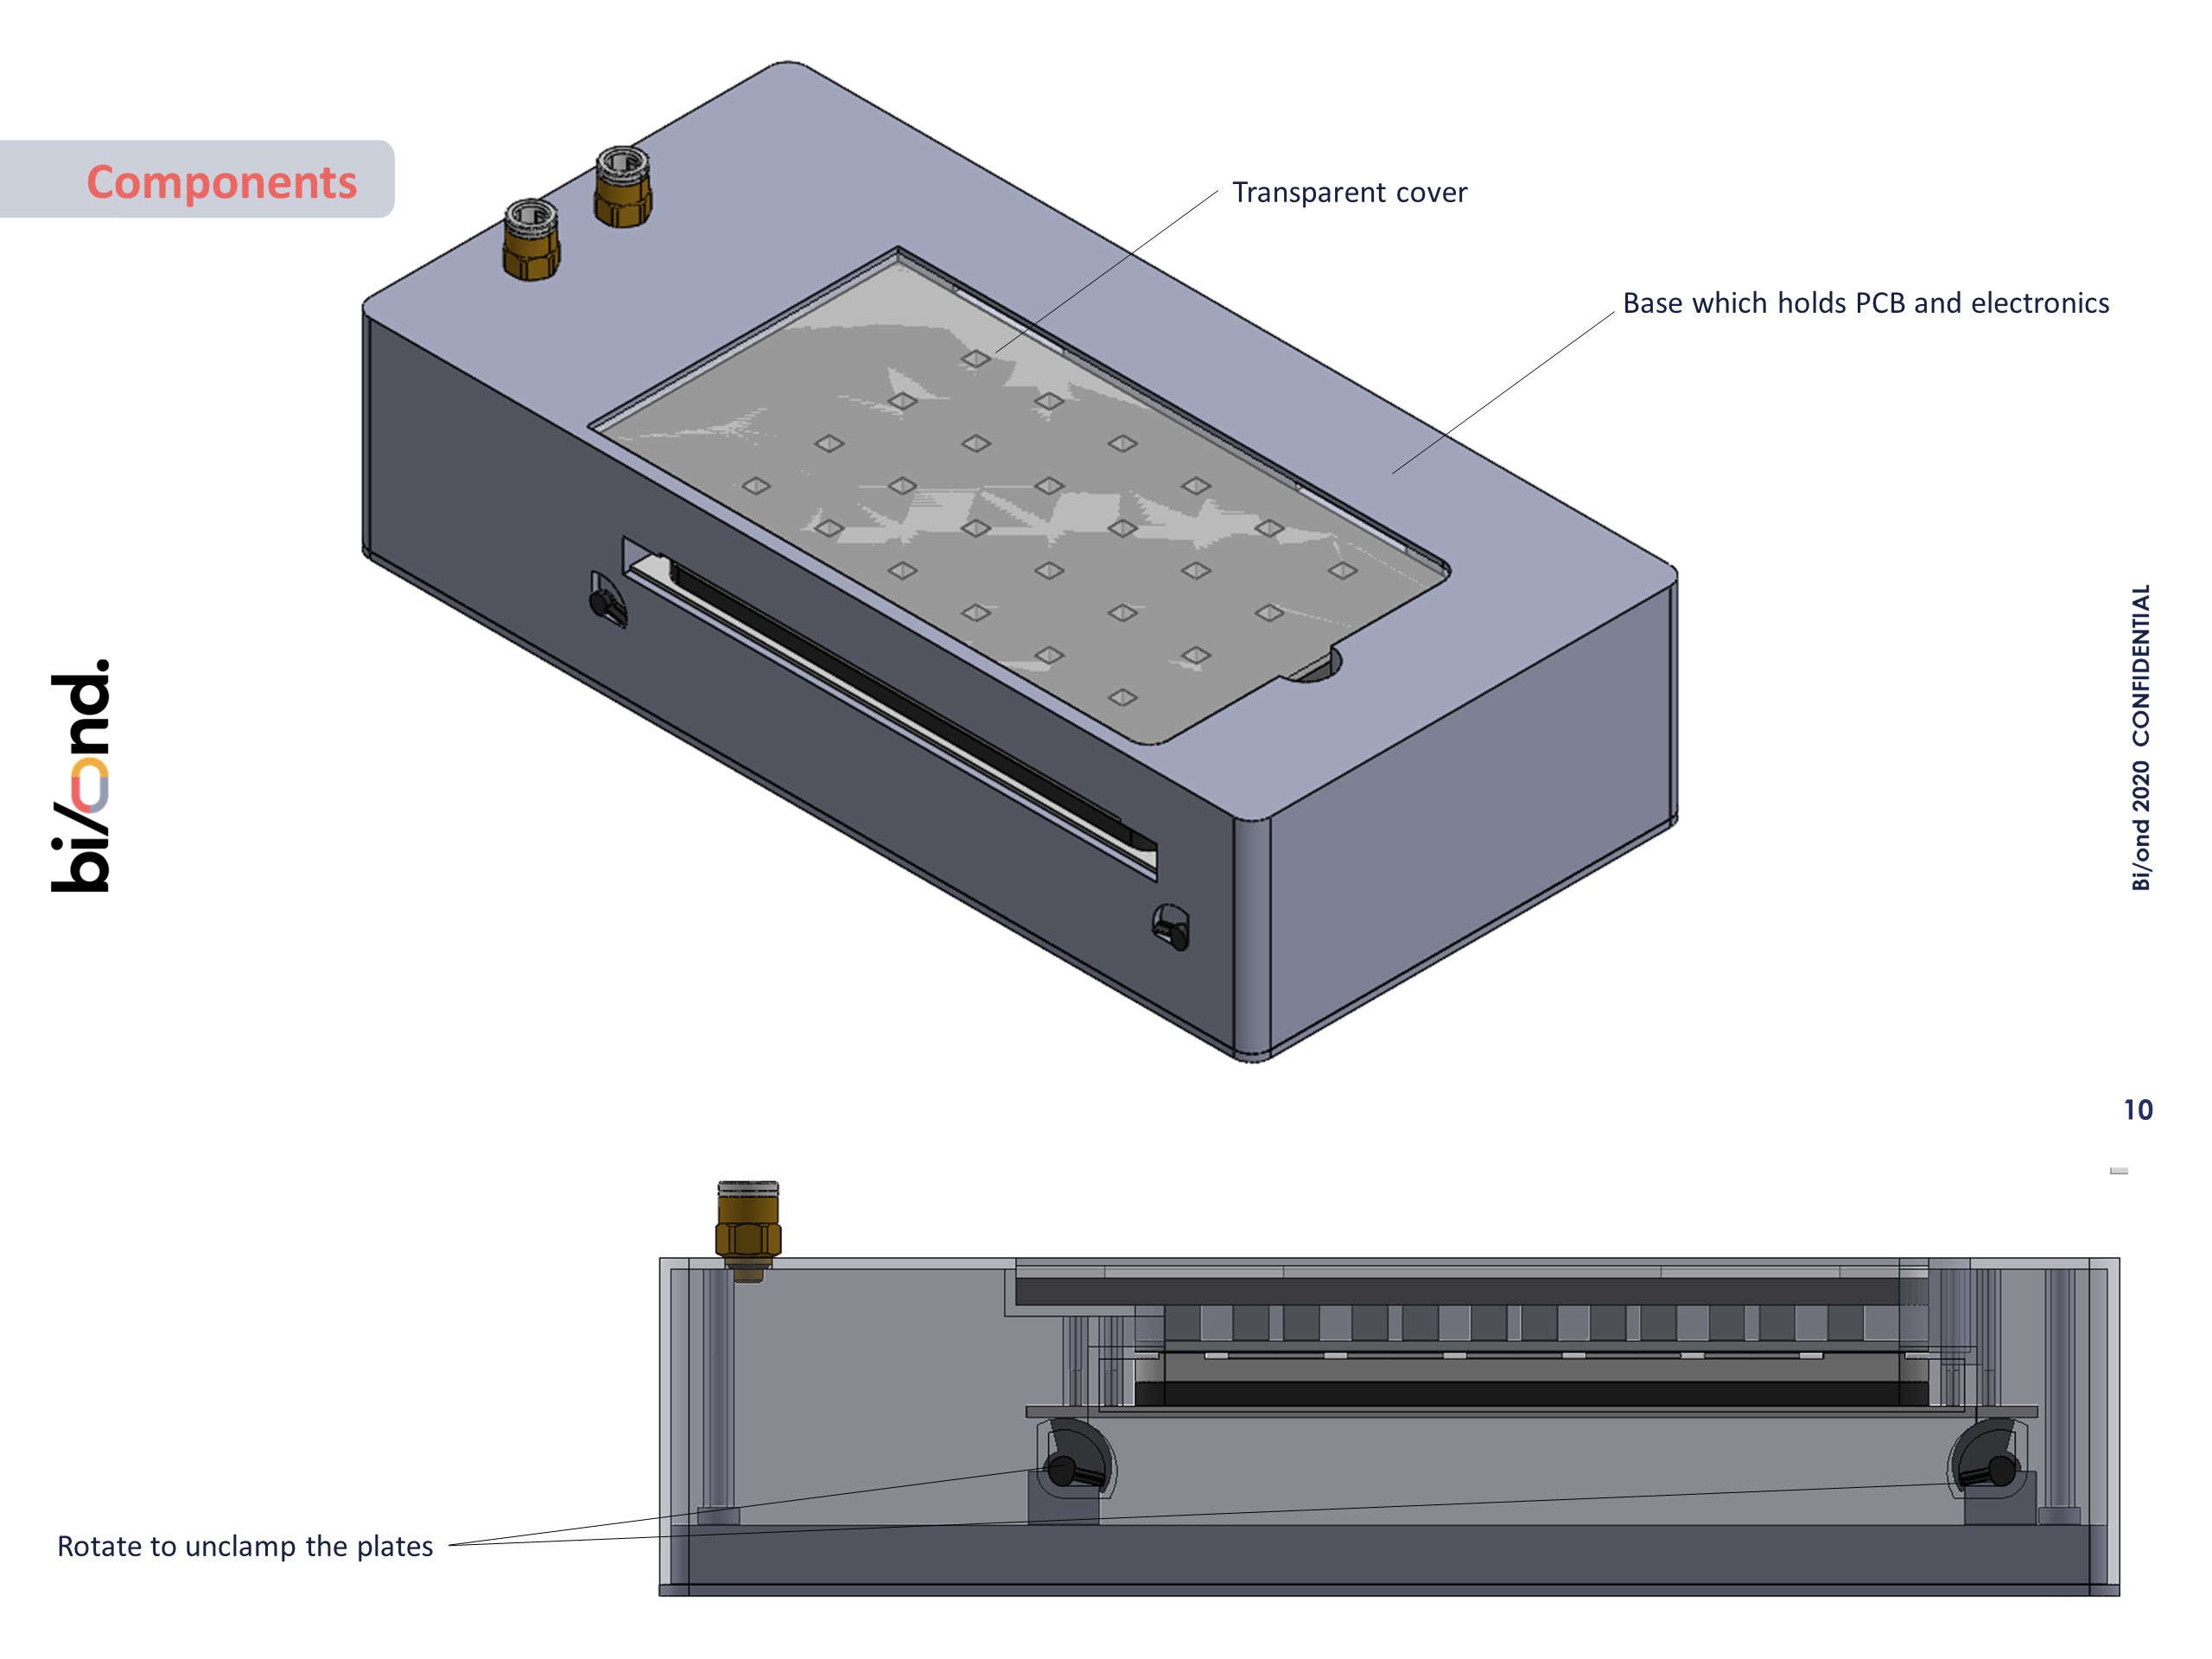 Components
Transparent cover
Base which holds PCB and electronics
bi/ond.
Bi/ond 2020 CONFIDENTIAL
10
Rotate to unclamp the plates